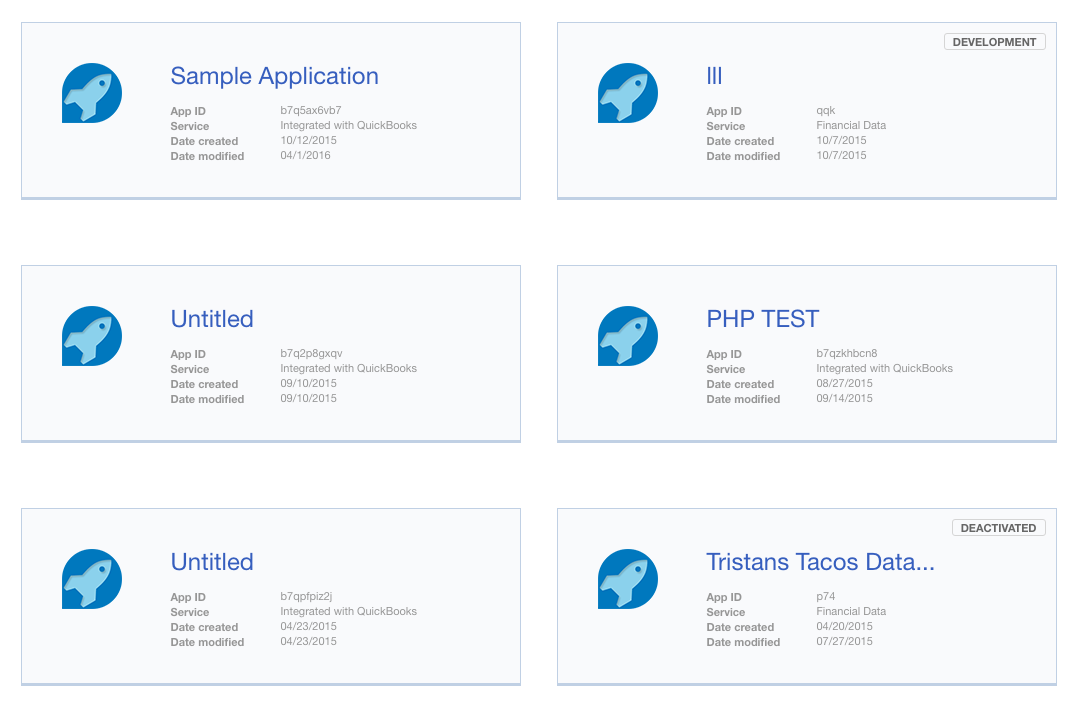 Sample Application
App ID b7q5ax6vb7
Service Integrated with QuickBooks
Date created 10/12/2015
Date modified 04/1/2016
DEVELOPMENT
lll
App ID qqk
Service Financial Data
Date created 10/7/2015
Date modified 10/7/2015
Untitled
App ID b7q2p8gxqv
Service Integrated with QuickBooks
Date created 09/10/2015
Date modified 09/10/2015
PHP TEST
App ID b7qzkhbcn8
Service Integrated with QuickBooks
Date created 08/27/2015
Date modified 09/14/2015
Untitled
App ID b7qpfpiz2j
Service Integrated with QuickBooks
Date created 04/23/2015
Date modified 04/23/2015
DEACTIVATED
Tristans Tacos Data...
App ID p74
Service Financial Data
Date created 04/20/2015
Date modified 07/27/2015